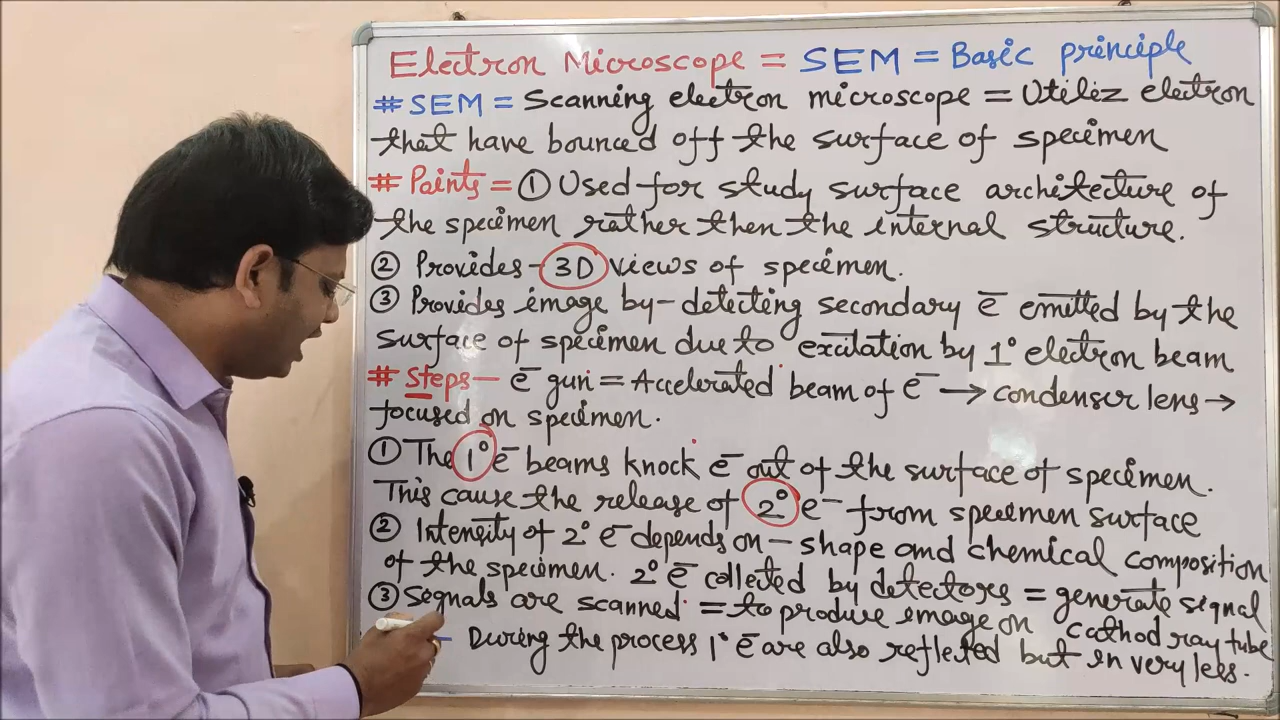 Electron Microscope = SEM = Basic principle
# SEM = Scanning electron microscope = Utiliz electron
that have bounced off the surface of specimen
# Points = ① Used for study surface architecture of
the specimen rather then the internal structure.
② Provides - 3D views of specimen.
③ Provides image by - detecting secondary ē emitted by the
surface of specimen due to excitation by 1° electron beam
# Steps - ē gun = Accelerated beam of e⁻ → condenser lens →
focused on specimen.
① The 1° ē beams knock ē out of the surface of specimen.
This cause the release of 2° e⁻ from specimen surface
② Intensity of 2° ē depends on - shape and chemical composition
of the specimen. 2° ē collected by detectors = generate signal
③ Signals are scanned = to produce image on cathod ray tube
- During the process 1° ē are also reflected but in very less.